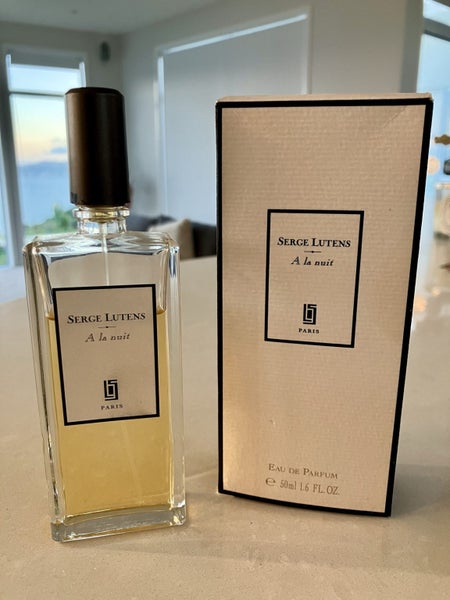 SERGE LUTENS
A la nuit
PARIS
SERGE LUTENS
A la nuit
PARIS
EAU DE PARFUM
℮ 50ml 1.6 FL. OZ.